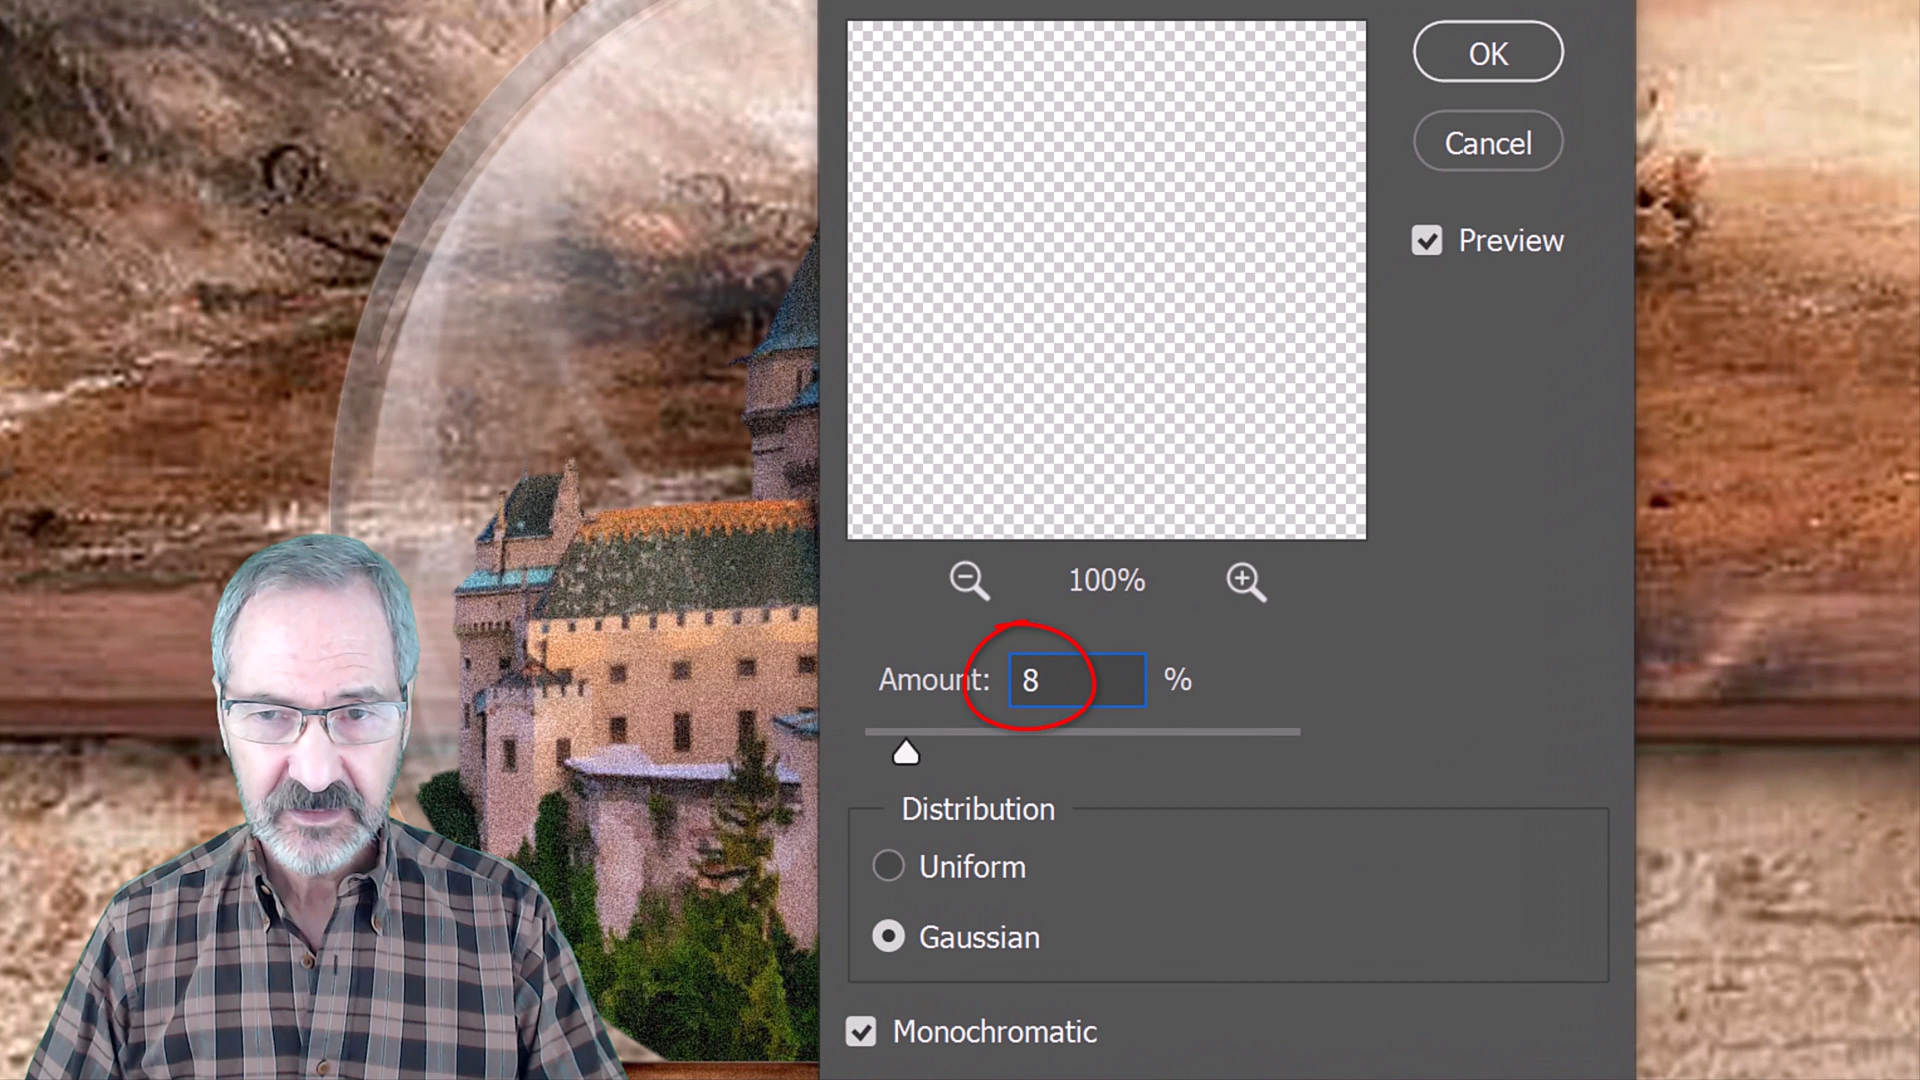 OK
Cancel
Preview
100%
Amount: 8 %
Distribution
Uniform
Gaussian
Monochromatic